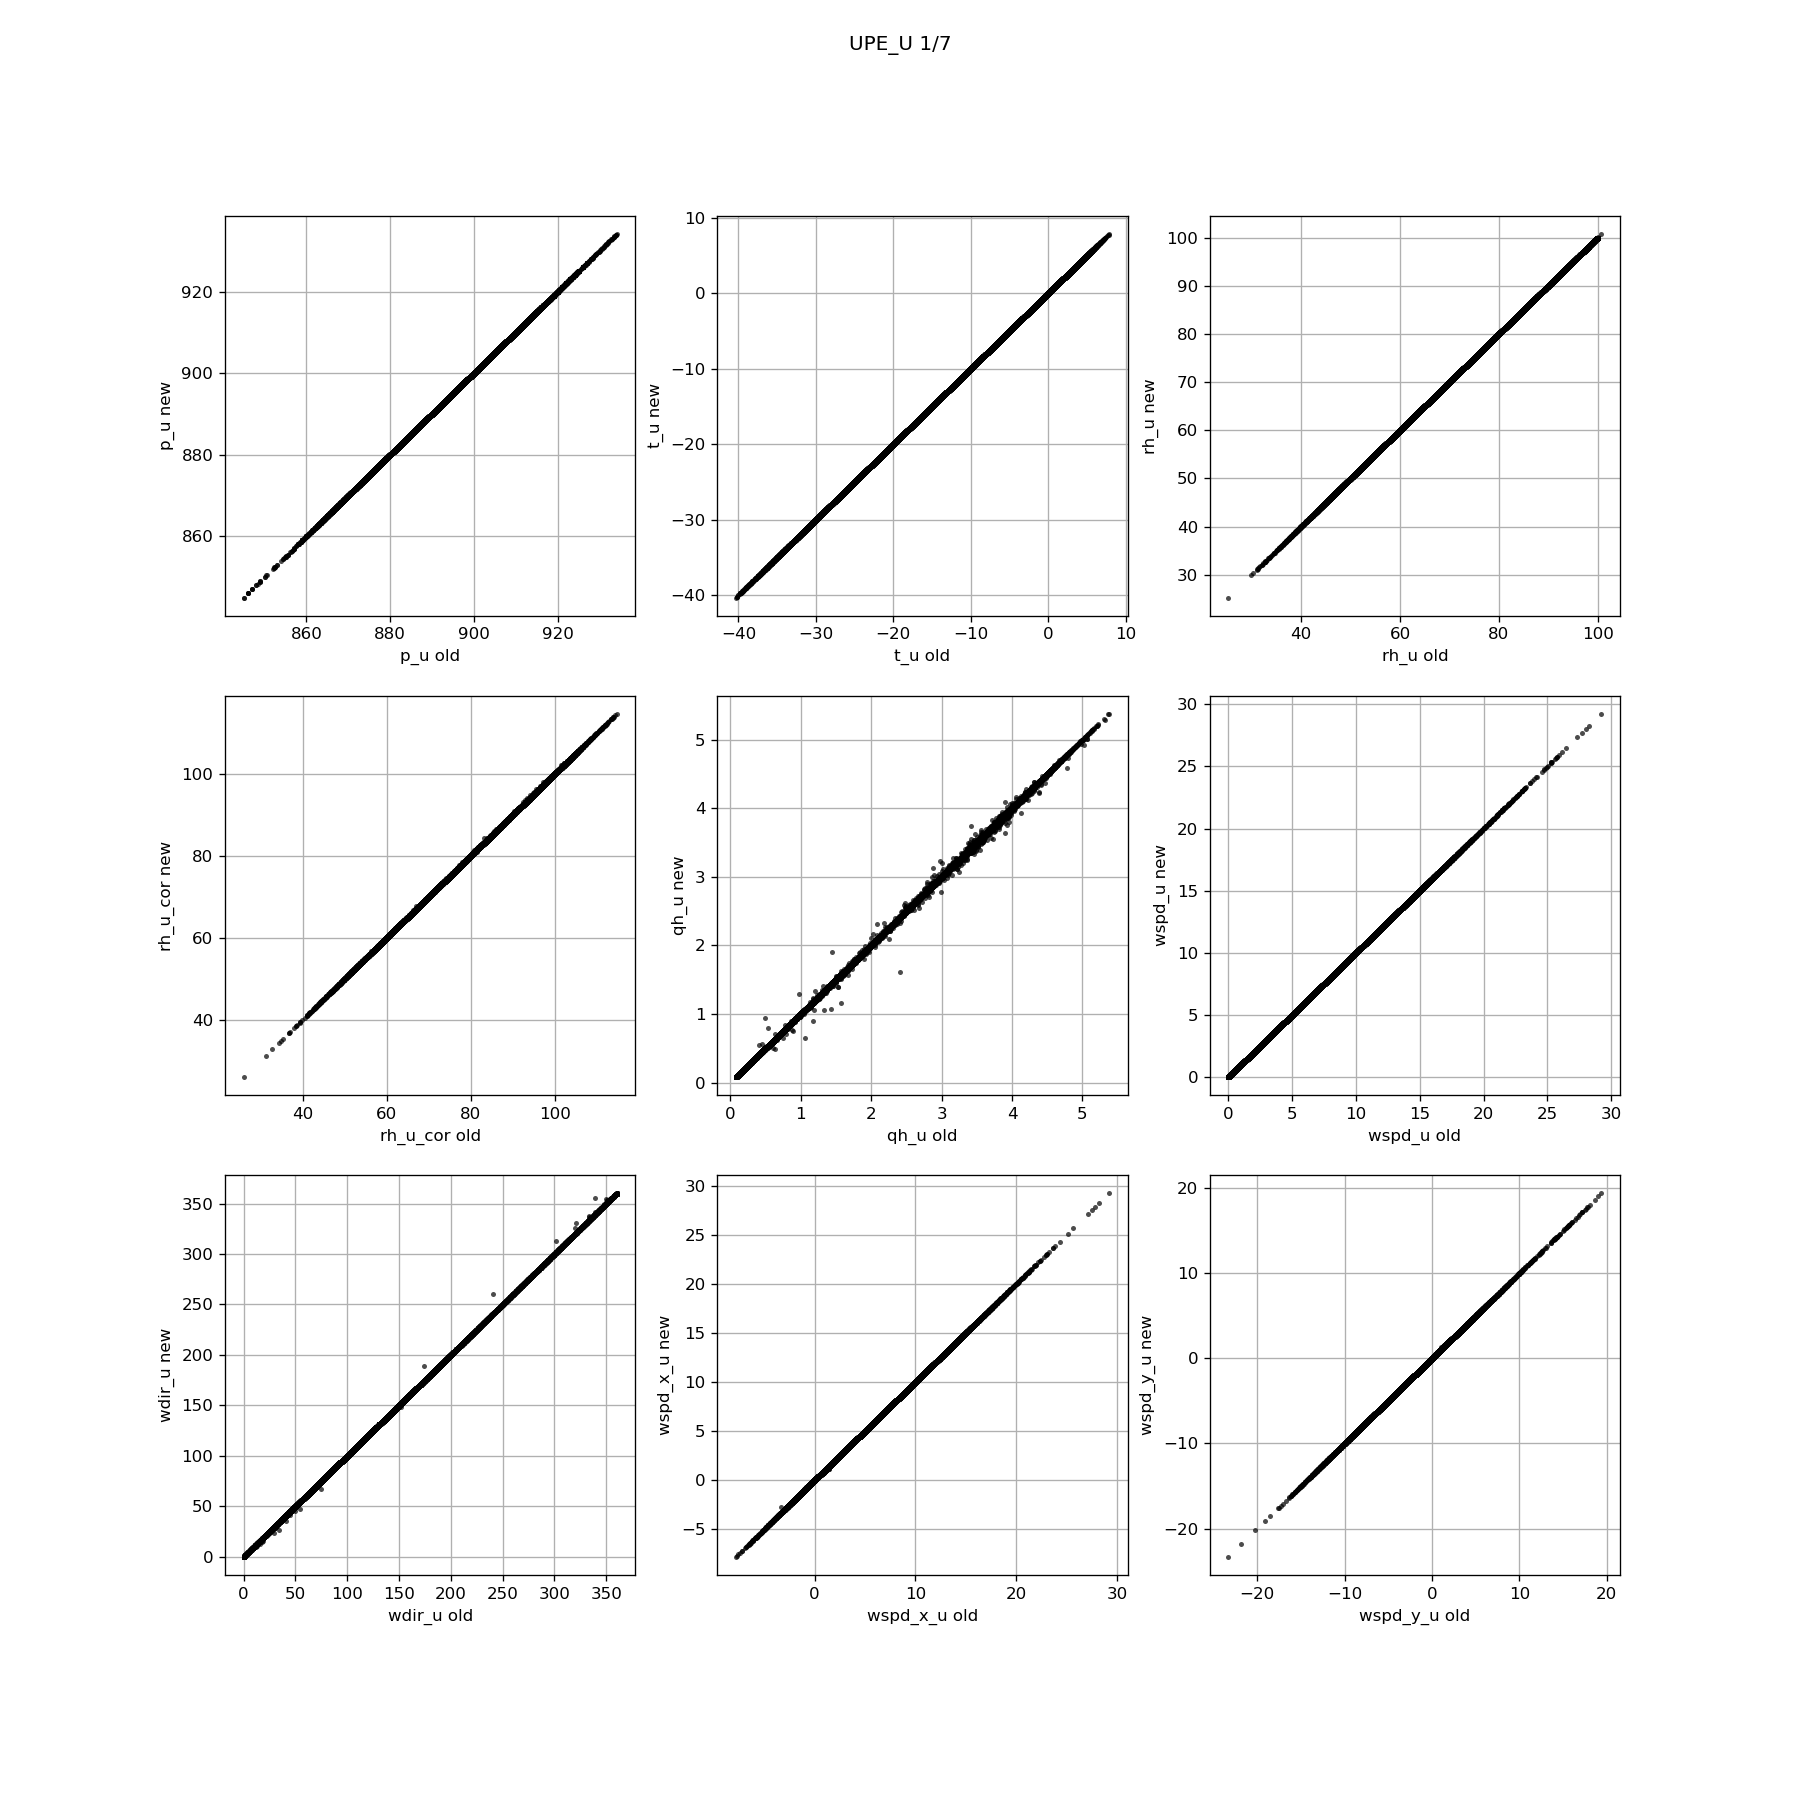 UPE_U 1/7
p_u new
920
900
880
860
860 880 900 920
p_u old
t_u new
10
0
−10
−20
−30
−40
−40 −30 −20 −10 0 10
t_u old
rh_u new
100
90
80
70
60
50
40
30
40 60 80 100
rh_u old
rh_u_cor new
100
80
60
40
40 60 80 100
rh_u_cor old
qh_u new
5
4
3
2
1
0
0 1 2 3 4 5
qh_u old
wspd_u new
30
25
20
15
10
5
0
0 5 10 15 20 25 30
wspd_u old
wdir_u new
350
300
250
200
150
100
50
0
0 50 100 150 200 250 300 350
wdir_u old
wspd_x_u new
30
25
20
15
10
5
0
−5
0 10 20 30
wspd_x_u old
wspd_y_u new
20
10
0
−10
−20
−20 −10 0 10 20
wspd_y_u old